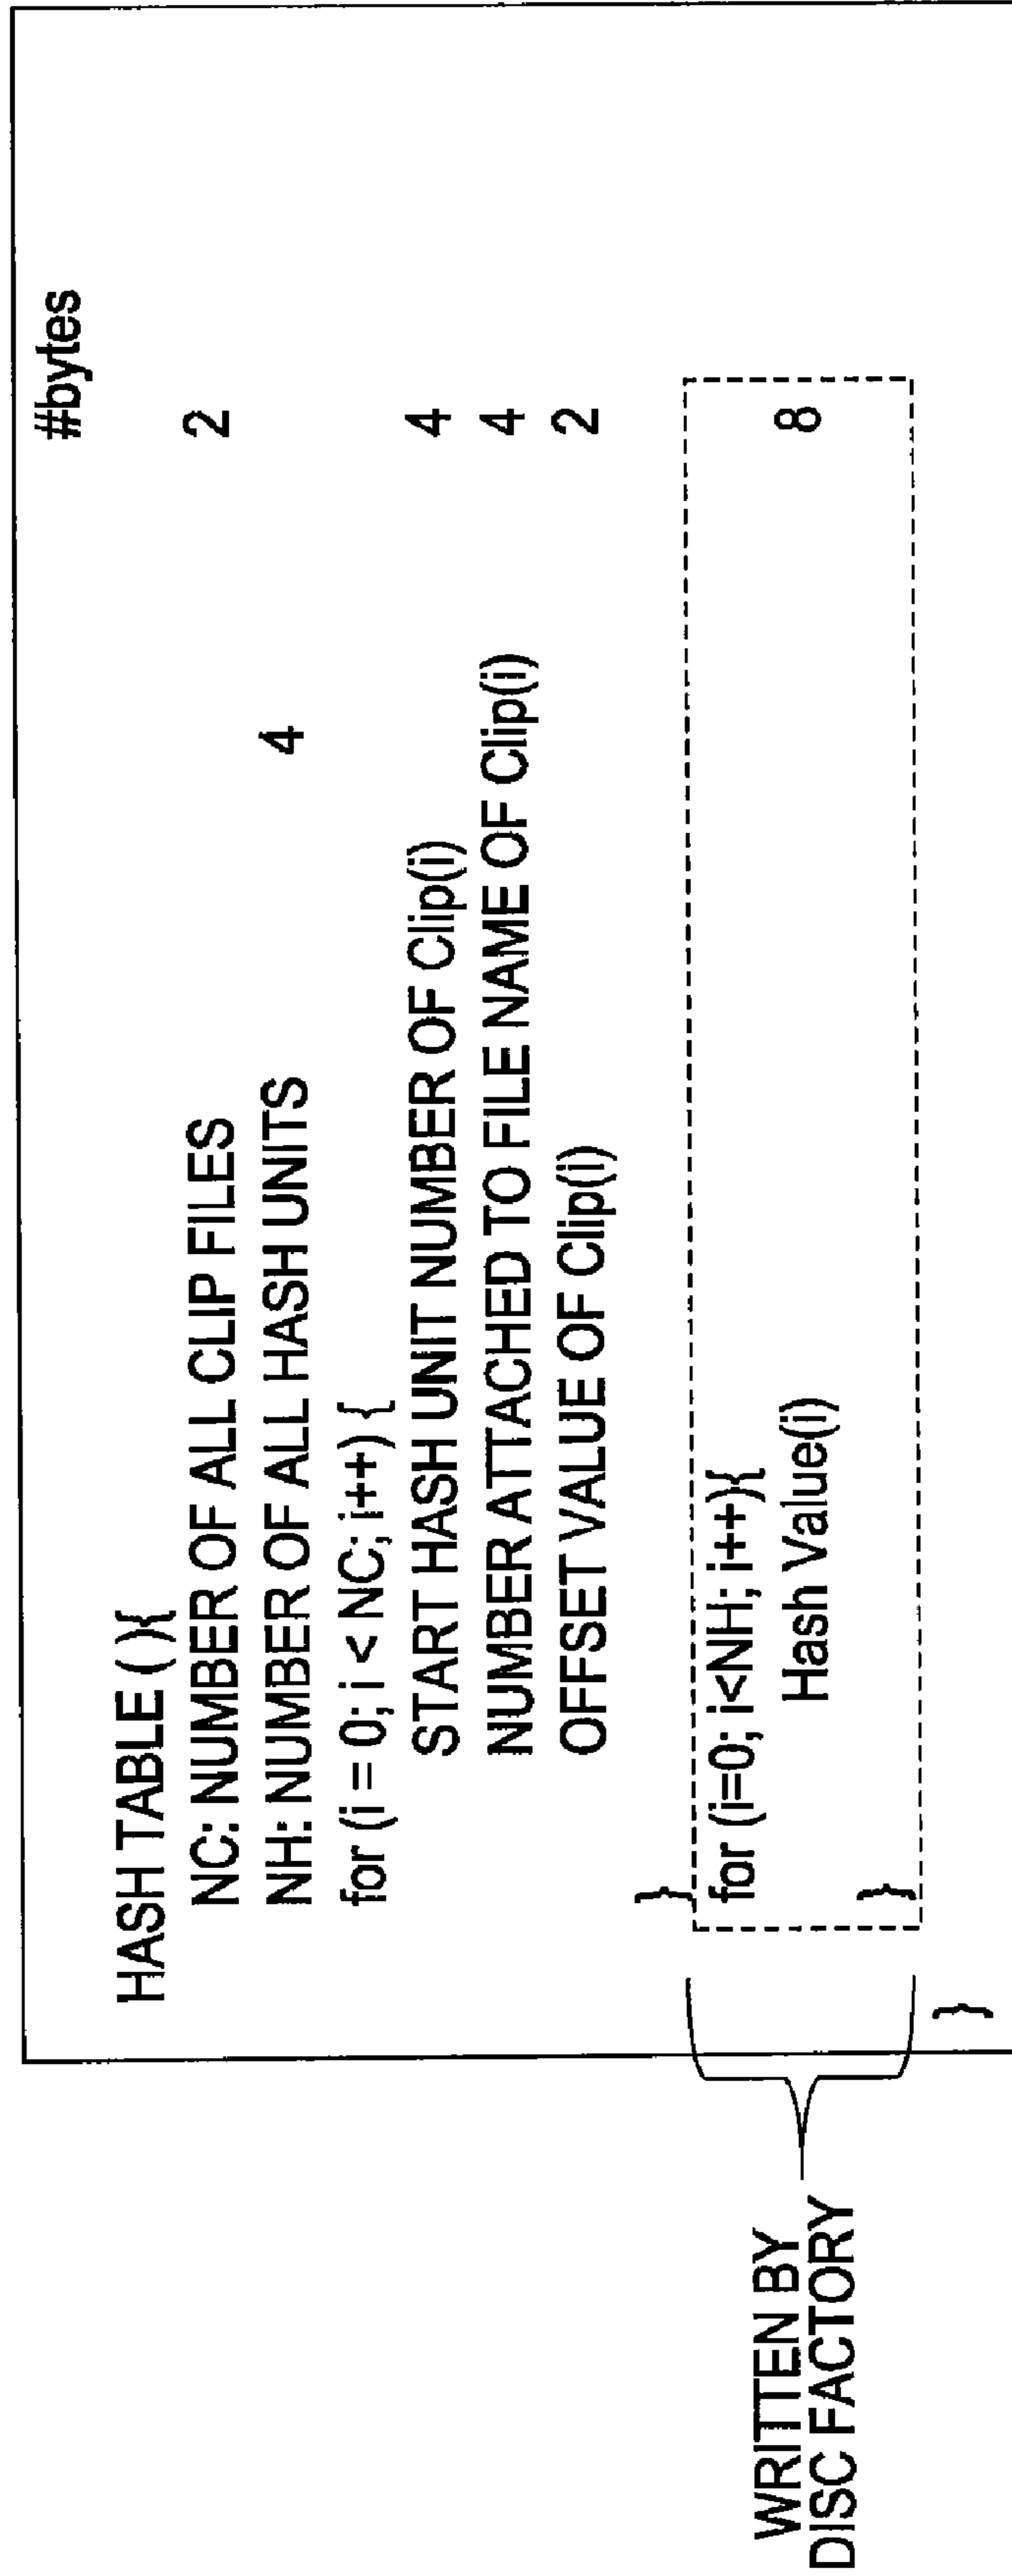 #bytes
HASH TABLE ( ){
NC: NUMBER OF ALL CLIP FILES 2
NH: NUMBER OF ALL HASH UNITS 4
for (i = 0; i < NC; i++) {
START HASH UNIT NUMBER OF Clip(i) 4
NUMBER ATTACHED TO FILE NAME OF Clip(i) 4
OFFSET VALUE OF Clip(i) 2
}
for (i=0; i<NH; i++){
Hash Value(i) 8
}
}
WRITTEN BY
DISC FACTORY